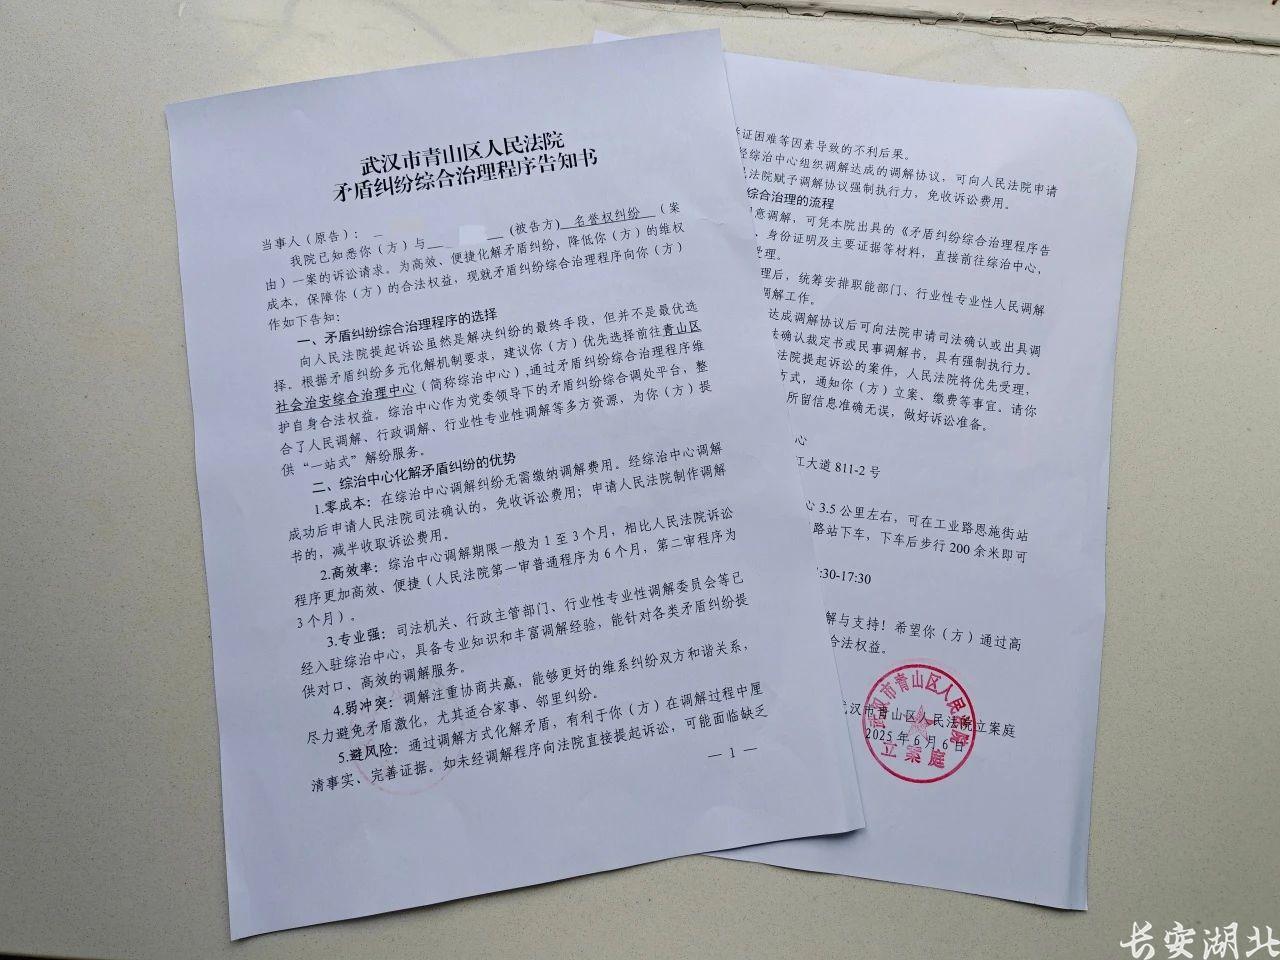 武汉市青山区人民法院
矛盾纠纷综合治理程序告知书
当事人（原告）：
我院已知悉你（方）与 （被告方）名誉权纠纷（案
由）一案的诉讼请求。为高效、便捷化解矛盾纠纷，降低你（方）的维权
成本，保障你（方）的合法权益，现就矛盾纠纷综合治理程序向你（方）
作如下告知：
一、矛盾纠纷综合治理程序的选择
向人民法院提起诉讼虽然是解决纠纷的最终手段，但并不是最优选
择。根据矛盾纠纷多元化解机制要求，建议你（方）优先选择前往青山区
社会治安综合治理中心（简称综治中心），通过矛盾纠纷综合治理程序维
护自身合法权益。综治中心作为党委领导下的矛盾纠纷综合调处平台，整
合了人民调解、行政调解、行业性专业性调解等多方资源，为你（方）提
供“一站式”解纷服务。
二、综治中心化解矛盾纠纷的优势
1.零成本：在综治中心调解纠纷无需缴纳调解费用。经综治中心调解
成功后申请人民法院司法确认的，免收诉讼费用；申请人民法院制作调解
书的，减半收取诉讼费用。
2.高效率：综治中心调解期限一般为1至3个月，相比人民法院诉讼
程序更加高效、便捷（人民法院第一审普通程序为6个月，第二审程序为
3个月）。
3.专业强：司法机关、行政主管部门、行业性专业性调解委员会等已
经入驻综治中心，具备专业知识和丰富调解经验，能针对各类矛盾纠纷提
供对口、高效的调解服务。
4.弱冲突：调解注重协商共赢，能够更好的维系纠纷双方和谐关系，
尽力避免矛盾激化，尤其适合家事、邻里纠纷。
5.避风险：通过调解方式化解矛盾，有利于你（方）在调解过程中厘
清事实、完善证据。如未经调解程序向法院直接提起诉讼，可能面临缺乏
— 1 —
证困难等因素导致的不利后果。
经综治中心组织调解达成的调解协议，可向人民法院申请
民法院赋予调解协议强制执行力，免收诉讼费用。
综合治理的流程
意调解，可凭本院出具的《矛盾纠纷综合治理程序告
、身份证明及主要证据等材料，直接前往综治中心，
受理。
理后，统筹安排职能部门、行业性专业性人民调解
调解工作。
达成调解协议后可向法院申请司法确认或出具调
法确认裁定书或民事调解书，具有强制执行力。
法院提起诉讼的案件，人民法院将优先受理，
方式，通知你（方）立案、缴费等事宜。请你
所留信息准确无误，做好诉讼准备。
心
江大道811-2号
心3.5公里左右，可在工业路恩施街站
路站下车，下车后步行200余米即可
:30-17:30
解与支持！希望你（方）通过高
合法权益。
武汉市青山区人民法院立案庭
2025年6月6日
武汉市青山区人民法院
立案庭
长安湖北